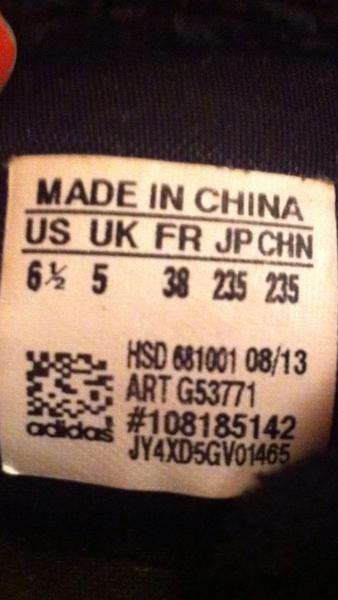 MADE IN CHINA
US UK FR JP CHN
6½ 5 38 235 235
HSD 681001 08/13
ART G53771
#108185142
adidas
JY4XD5GV01465